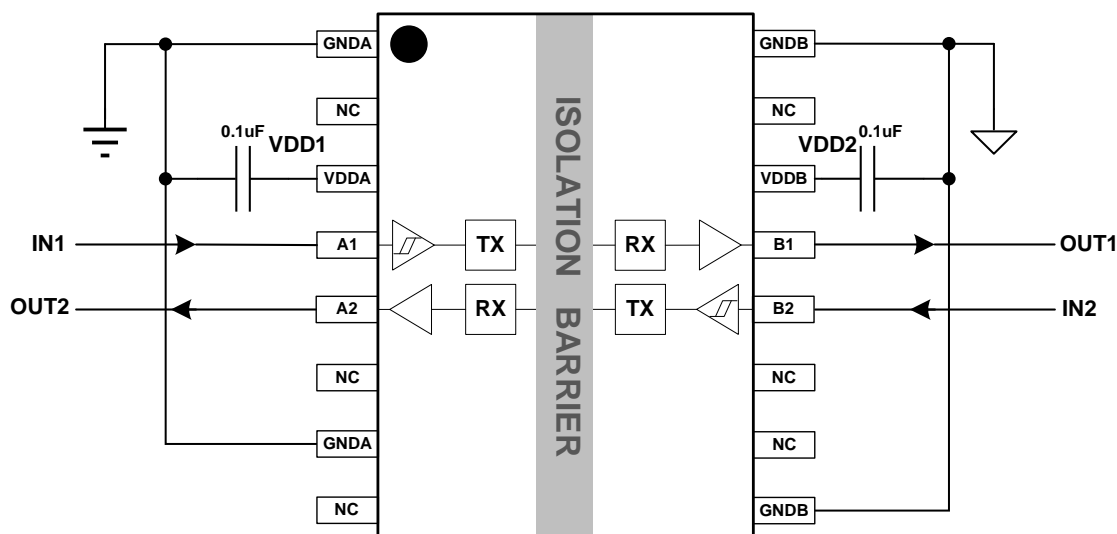 GNDA
GNDB
NC
NC
0.1uF
VDD1
VDD2
0.1uF
VDDA
VDDB
ISOLATION BARRIER
IN1
A1
TX
RX
B1
OUT1
OUT2
A2
RX
TX
B2
IN2
NC
NC
GNDA
NC
NC
GNDB